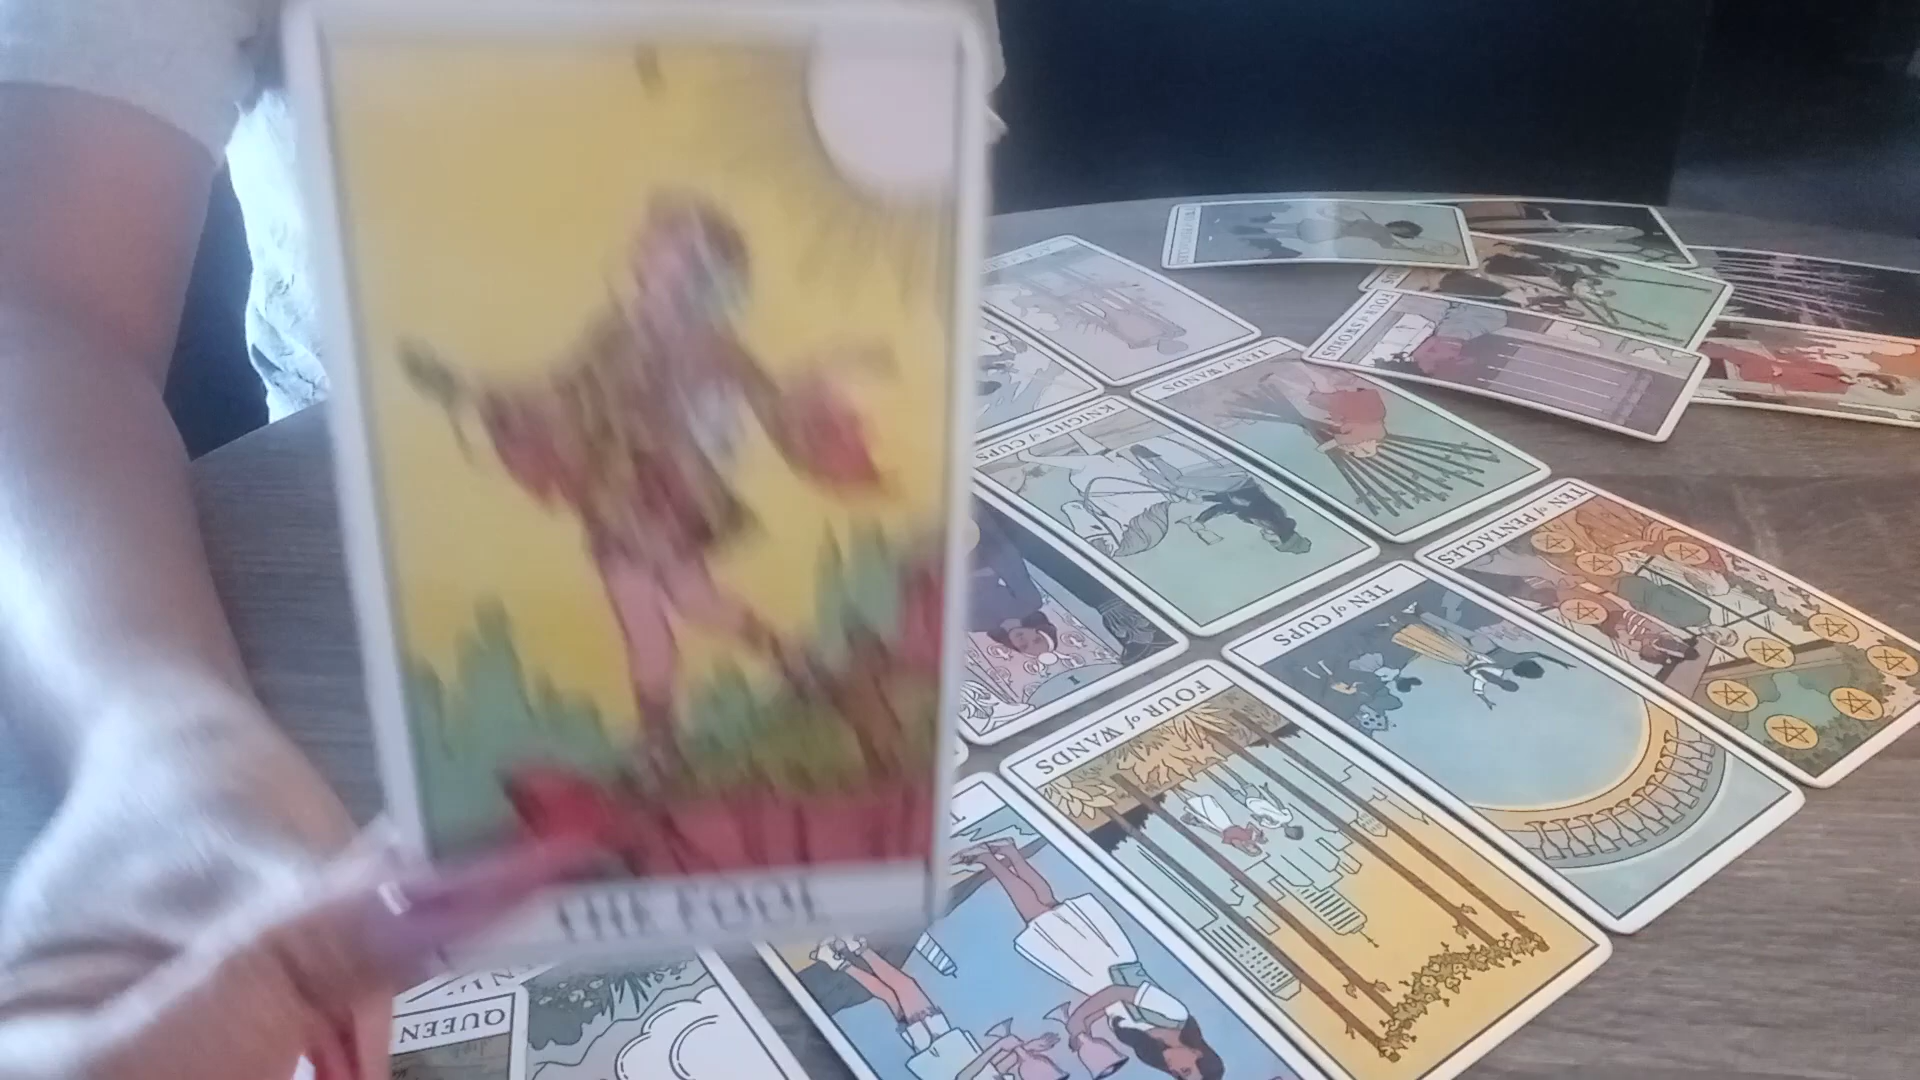 THE FOOL
FOUR of SWORDS
TEN of WANDS
KNIGHT of CUPS
TEN of PENTACLES
TEN of CUPS
I
FOUR of WANDS
QUEEN